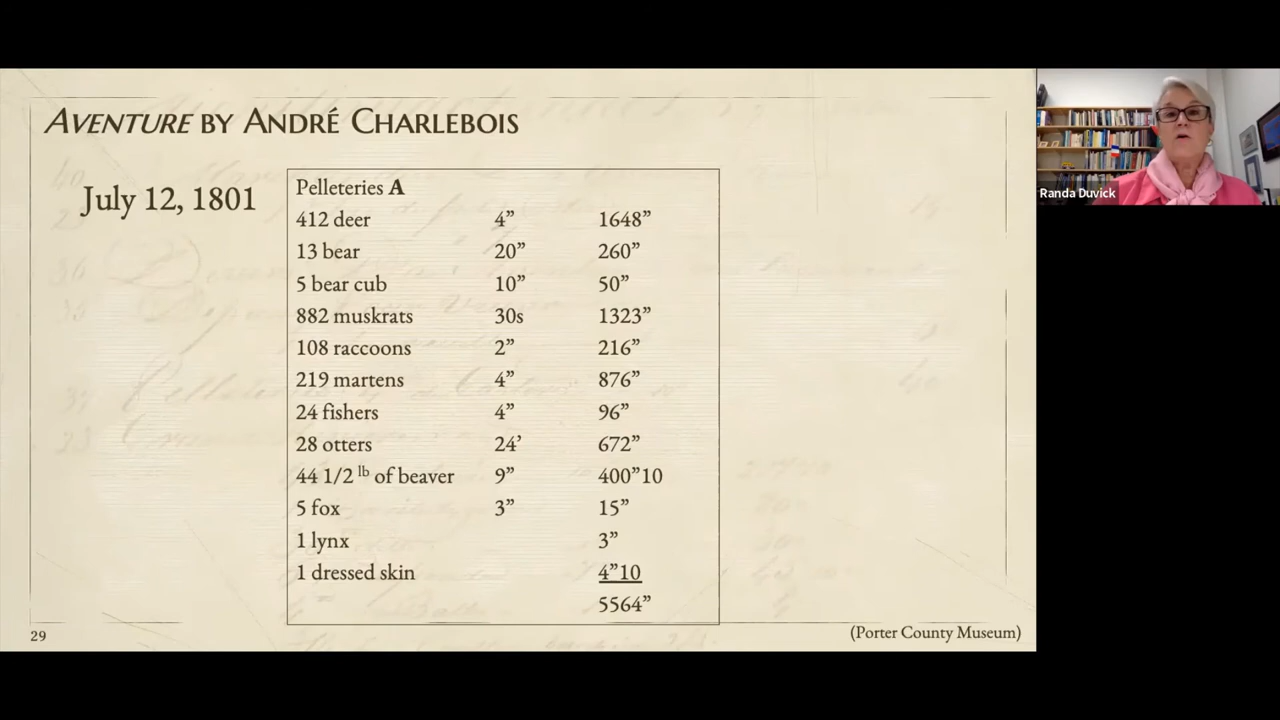 AVENTURE BY ANDRÉ CHARLEBOIS
July 12, 1801
Pelleteries A
412 deer 4” 1648”
13 bear 20” 260”
5 bear cub 10” 50”
882 muskrats 30s 1323”
108 raccoons 2” 216”
219 martens 4” 876”
24 fishers 4” 96”
28 otters 24’ 672”
44 1/2 lb of beaver 9” 400”10
5 fox 3” 15”
1 lynx 3”
1 dressed skin 4”10
5564”
29
(Porter County Museum)
Randa Duvick